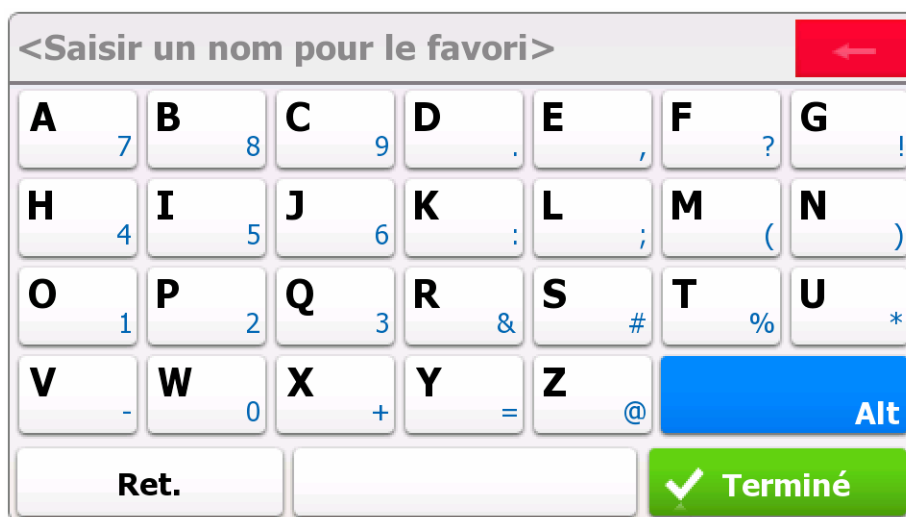 <Saisir un nom pour le favori>
A 7 B 8 C 9 D . E , F ? G !
H 4 I 5 J 6 K : L ; M ( N )
O 1 P 2 Q 3 R & S # T % U *
V - W 0 X + Y = Z @ Alt
Ret. Terminé